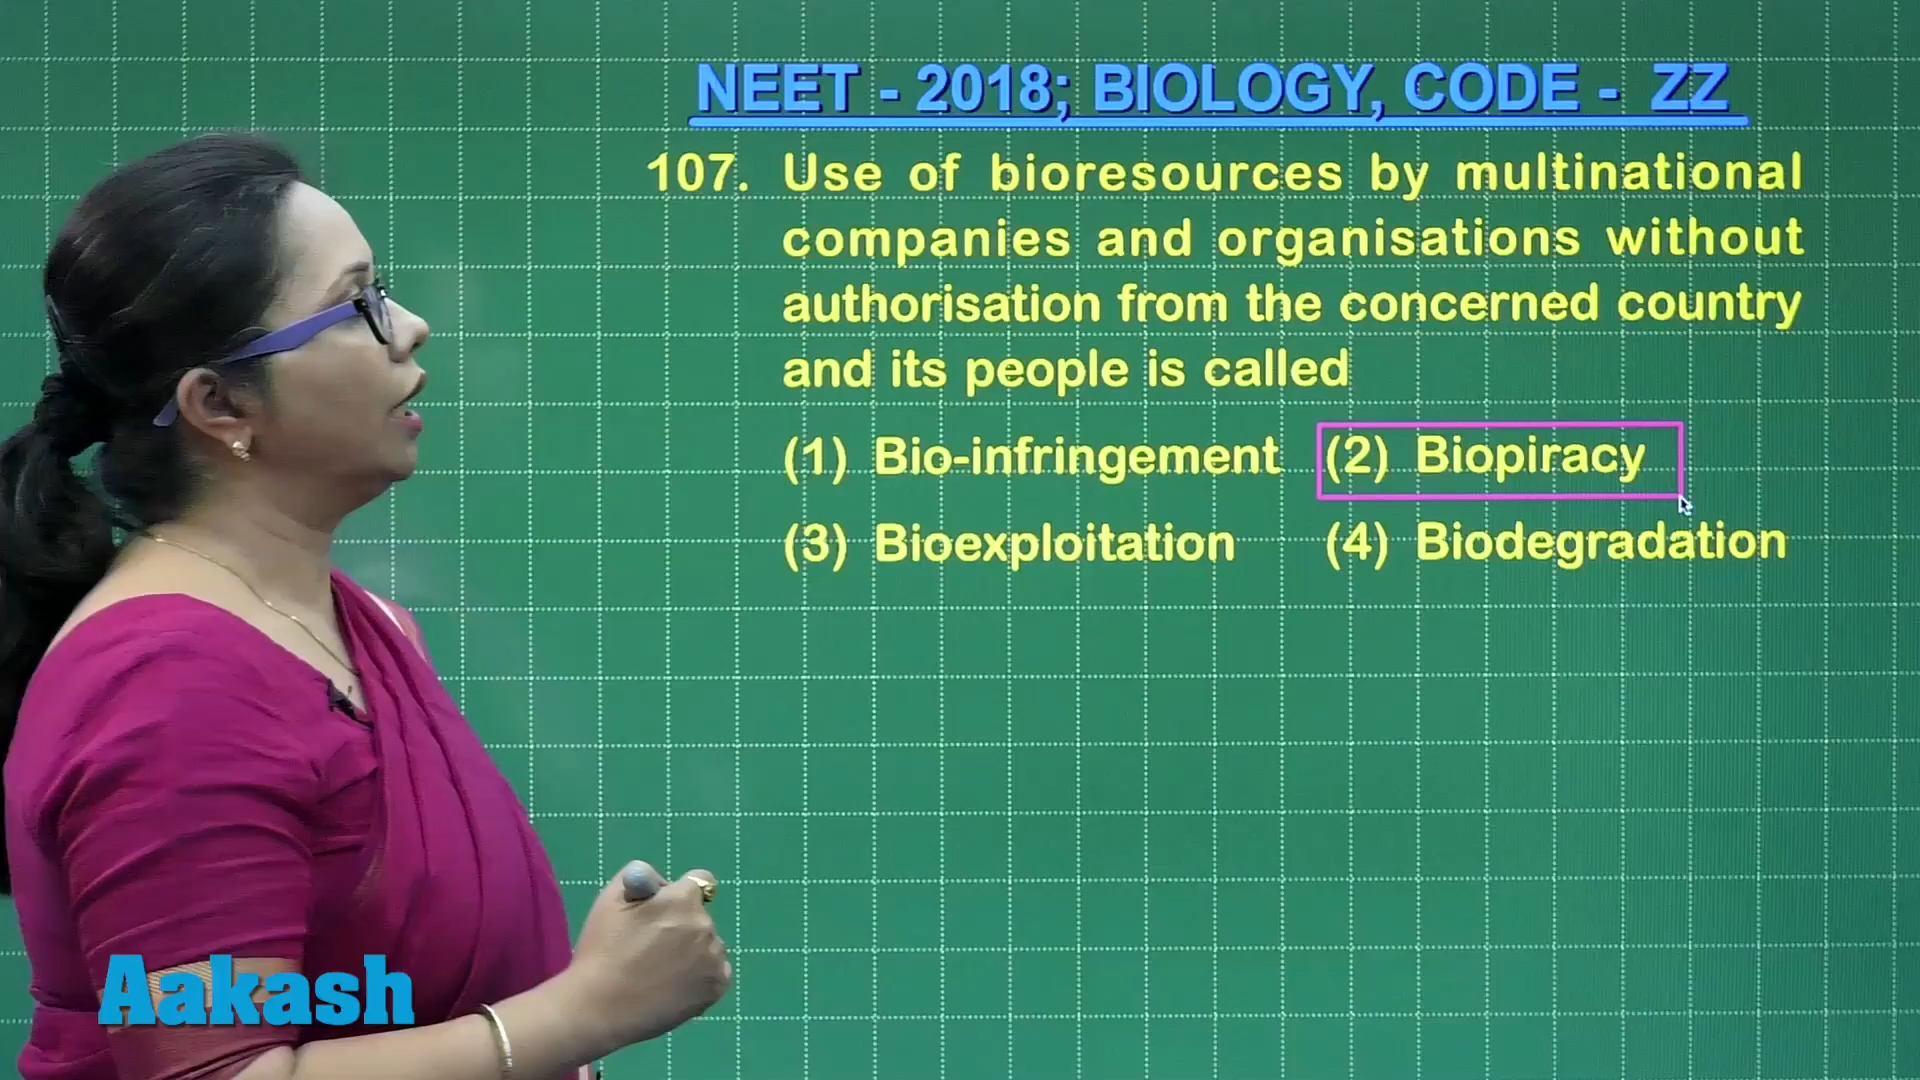 NEET - 2018; BIOLOGY, CODE - ZZ
107. Use of bioresources by multinational
companies and organisations without
authorisation from the concerned country
and its people is called
(1) Bio-infringement (2) Biopiracy
(3) Bioexploitation (4) Biodegradation
Aakash